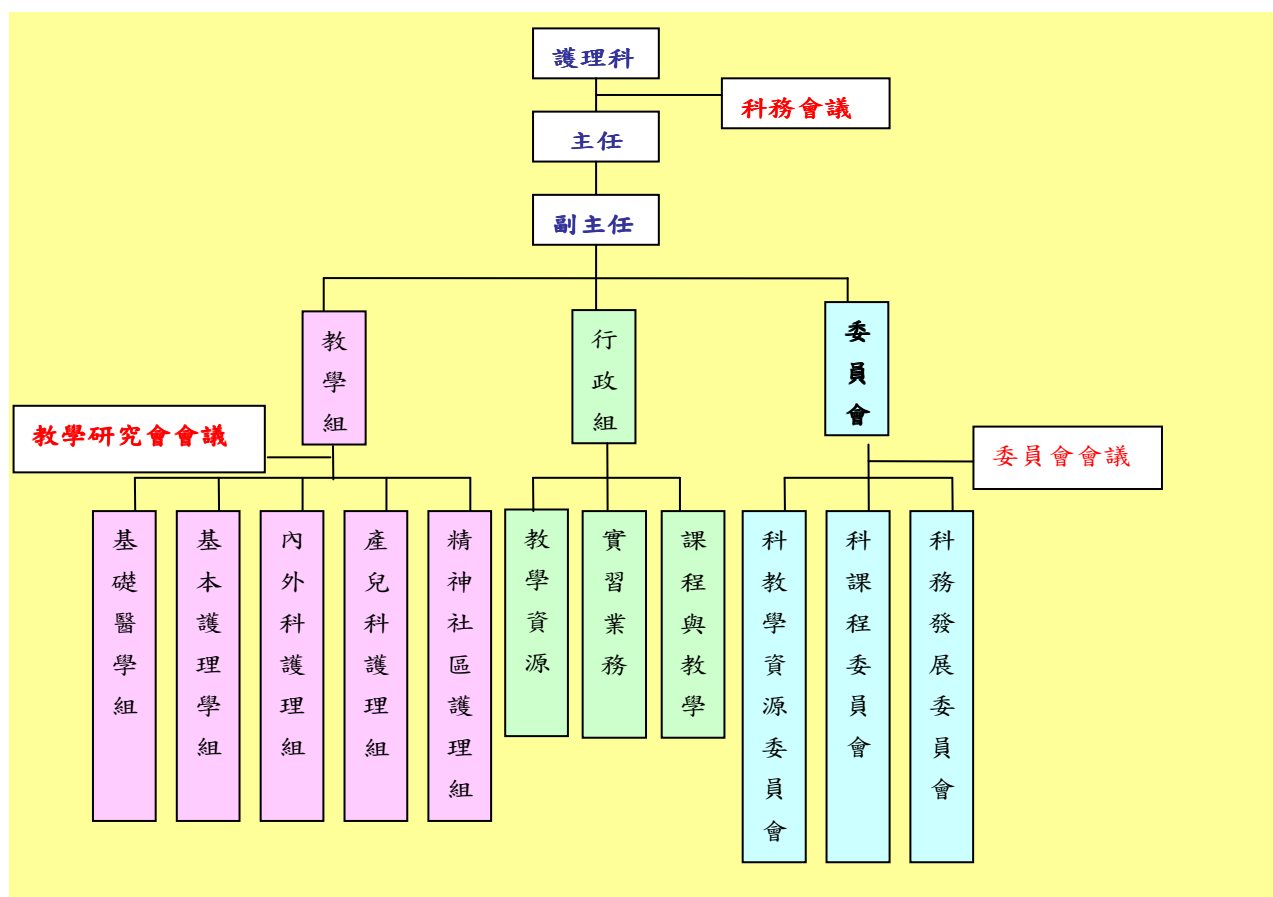 護理科
科務會議
主任
副主任
教學組
行政組
委員會
教學研究會會議
委員會會議
基礎醫學組
基本護理學組
內外科護理組
產兒科護理組
精神社區護理組
教學資源
實習業務
課程與教學
科教學資源委員會
科課程委員會
科務發展委員會